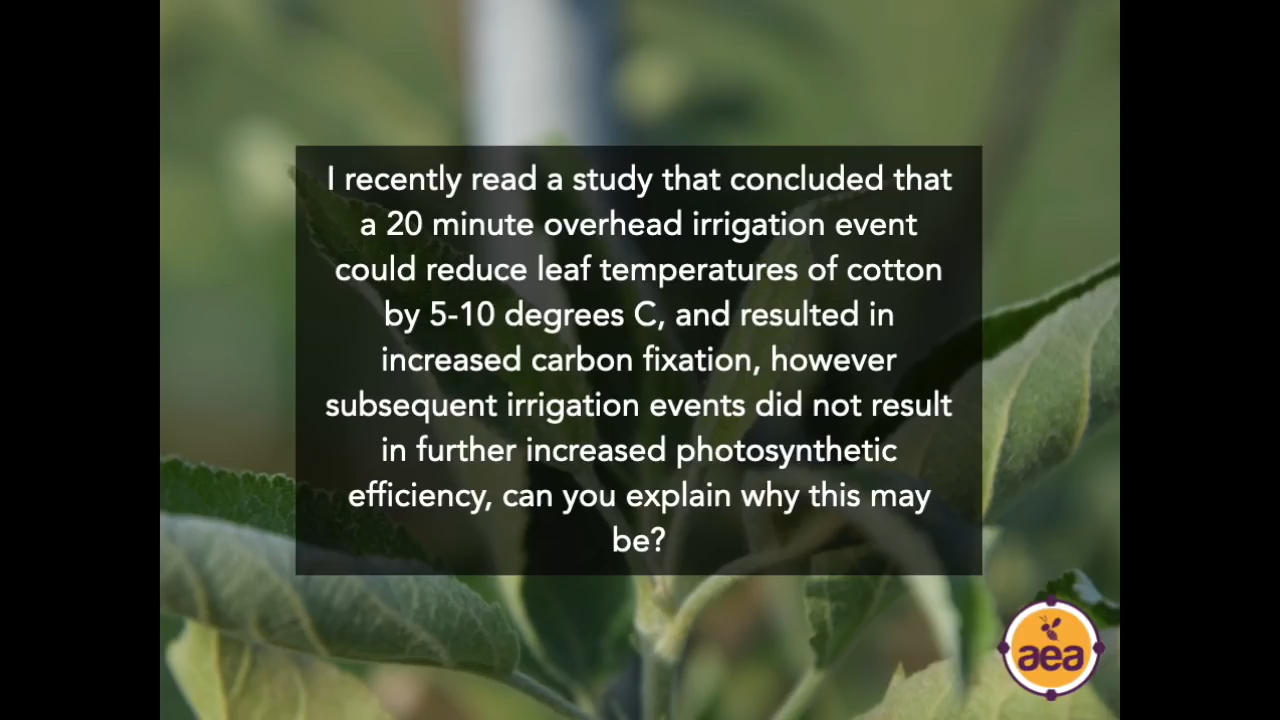 I recently read a study that concluded that
a 20 minute overhead irrigation event
could reduce leaf temperatures of cotton
by 5-10 degrees C, and resulted in
increased carbon fixation, however
subsequent irrigation events did not result
in further increased photosynthetic
efficiency, can you explain why this may
be?
aea